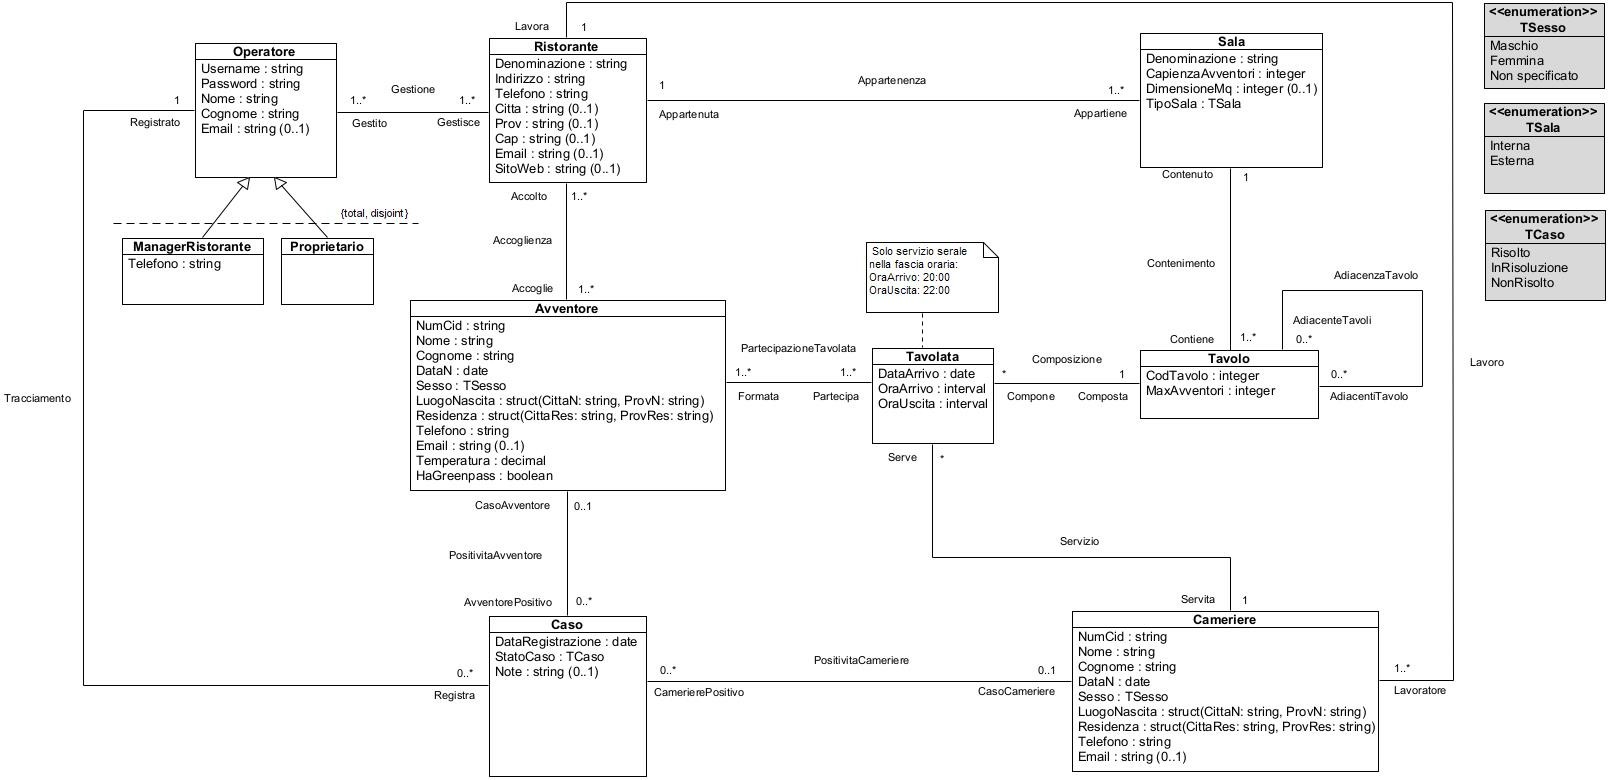 Lavora
1
Operatore
Username : string
Password : string
Nome : string
Cognome : string
Email : string (0..1)
Gestione
1..*
1..*
Gestito
Gestisce
1
Registrato
{total, disjoint}
ManagerRistorante
Telefono : string
Proprietario
Ristorante
Denominazione : string
Indirizzo : string
Telefono : string
Citta : string (0..1)
Prov : string (0..1)
Cap : string (0..1)
Email : string (0..1)
SitoWeb : string (0..1)
1
Appartenenza
1..*
Appartenuta
Appartiene
Sala
Denominazione : string
CapienzaAvventori : integer
DimensioneMq : integer (0..1)
TipoSala : TSala
<<enumeration>>
TSesso
Maschio
Femmina
Non specificato
<<enumeration>>
TSala
Interna
Esterna
<<enumeration>>
TCaso
Risolto
InRisoluzione
NonRisolto
Accolto
1..*
Accoglienza
Accoglie
1..*
Contenuto
1
Contenimento
Contiene
1..*
Solo servizio serale
nella fascia oraria:
OraArrivo: 20:00
OraUscita: 22:00
AdiacenzaTavolo
AdiacenteTavoli
0..*
0..*
AdiacentiTavolo
Avventore
NumCid : string
Nome : string
Cognome : string
DataN : date
Sesso : TSesso
LuogoNascita : struct(CittaN: string, ProvN: string)
Residenza : struct(CittaRes: string, ProvRes: string)
Telefono : string
Email : string (0..1)
Temperatura : decimal
HaGreenpass : boolean
PartecipazioneTavolata
1..*
1..*
Formata
Partecipa
Tavolata
DataArrivo : date
OraArrivo : interval
OraUscita : interval
Composizione
*
1
Compone
Composta
Tavolo
CodTavolo : integer
MaxAvventori : integer
Lavoro
Tracciamento
Serve
*
Servizio
Servita
1
CasoAvventore
0..1
PositivitaAvventore
AvventorePositivo
0..*
Caso
DataRegistrazione : date
StatoCaso : TCaso
Note : string (0..1)
0..*
Registra
0..*
PositivitaCameriere
0..1
CamerierePositivo
CasoCameriere
Cameriere
NumCid : string
Nome : string
Cognome : string
DataN : date
Sesso : TSesso
LuogoNascita : struct(CittaN: string, ProvN: string)
Residenza : struct(CittaRes: string, ProvRes: string)
Telefono : string
Email : string (0..1)
1..*
Lavoratore